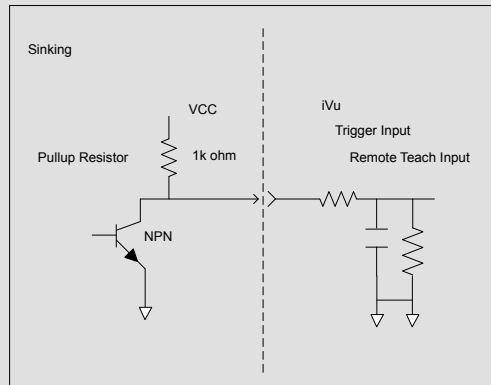 Sinking
VCC
Pullup Resistor
1k ohm
NPN
iVu
Trigger Input
Remote Teach Input